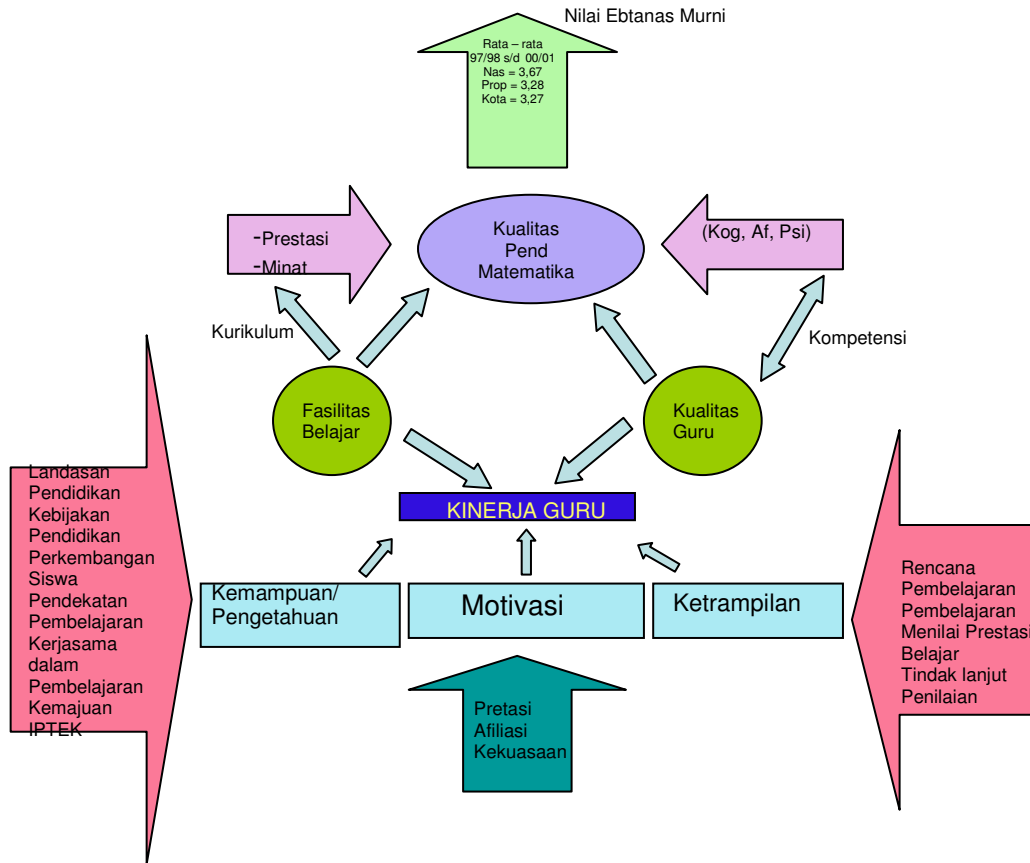 Nilai Ebtanas Murni
Rata – rata
97/98 s/d 00/01
Nas = 3,67
Prop = 3,28
Kota = 3,27
-Prestasi
-Minat
Kualitas
Pend
Matematika
(Kog, Af, Psi)
Kurikulum
Kompetensi
Fasilitas
Belajar
Kualitas
Guru
KINERJA GURU
Landasan
Pendidikan
Kebijakan
Pendidikan
Perkembangan
Siswa
Pendekatan
Pembelajaran
Kerjasama
dalam
Pembelajaran
Kemajuan
IPTEK
Kemampuan/
Pengetahuan
Motivasi
Ketrampilan
Rencana
Pembelajaran
Pembelajaran
Menilai Prestasi
Belajar
Tindak lanjut
Penilaian
Pretasi
Afiliasi
Kekuasaan